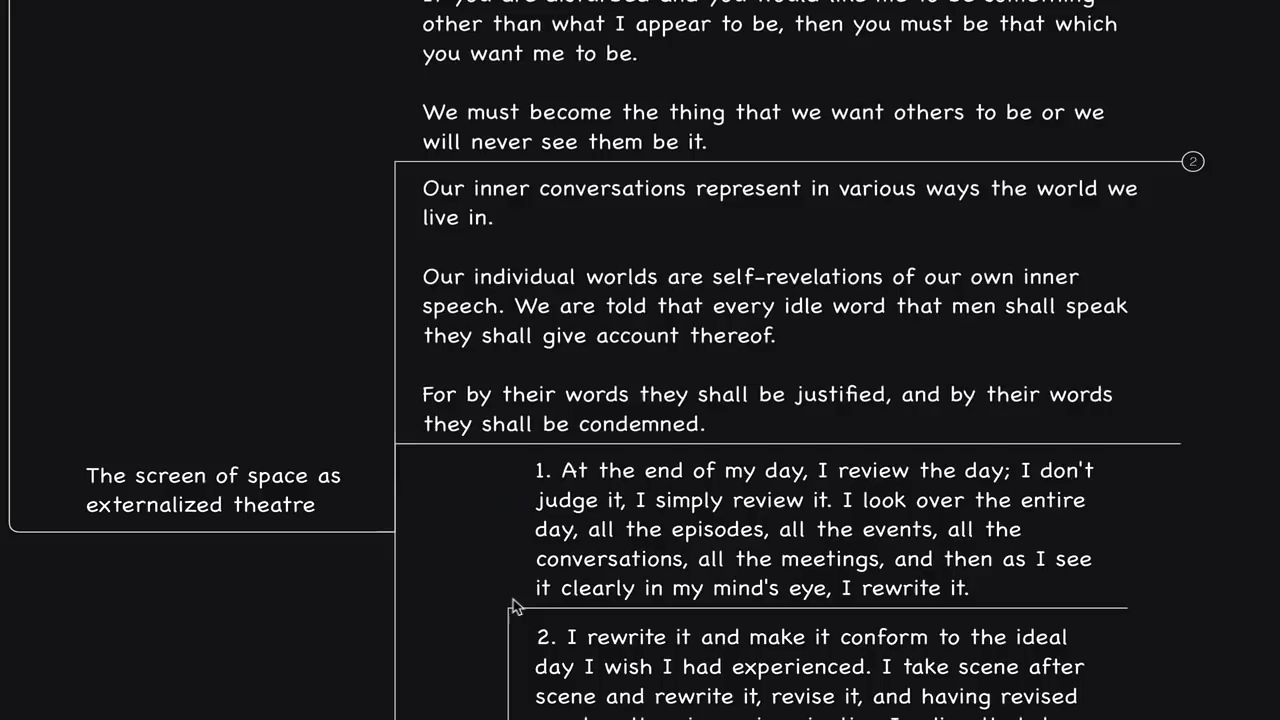 other than what I appear to be, then you must be that which
you want me to be.
We must become the thing that we want others to be or we
will never see them be it.
2
Our inner conversations represent in various ways the world we
live in.
Our individual worlds are self-revelations of our own inner
speech. We are told that every idle word that men shall speak
they shall give account thereof.
For by their words they shall be justified, and by their words
they shall be condemned.
The screen of space as
externalized theatre
1. At the end of my day, I review the day; I don't
judge it, I simply review it. I look over the entire
day, all the episodes, all the events, all the
conversations, all the meetings, and then as I see
it clearly in my mind's eye, I rewrite it.
2. I rewrite it and make it conform to the ideal
day I wish I had experienced. I take scene after
scene and rewrite it, revise it, and having revised